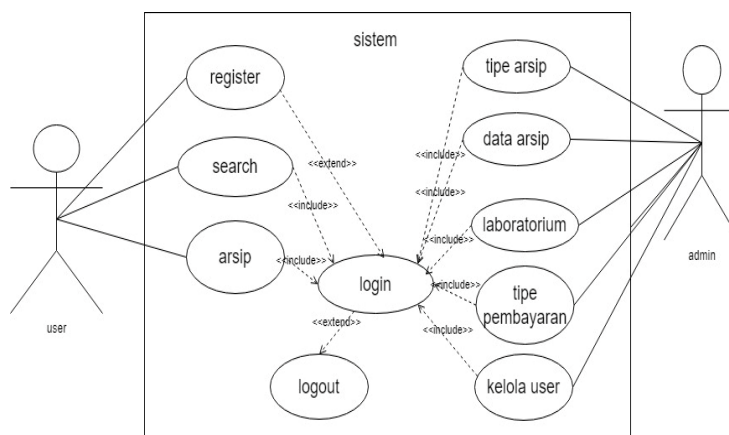 sistem
register
tipe arsip
<<extend>>
<<include>>
data arsip
search
<<include>>
<<include>>
laboratorium
<<include>>
arsip
<<include>>
login
<<include>>
tipe
pembayaran
<<extend>>
<<include>>
logout
kelola user
user
admin